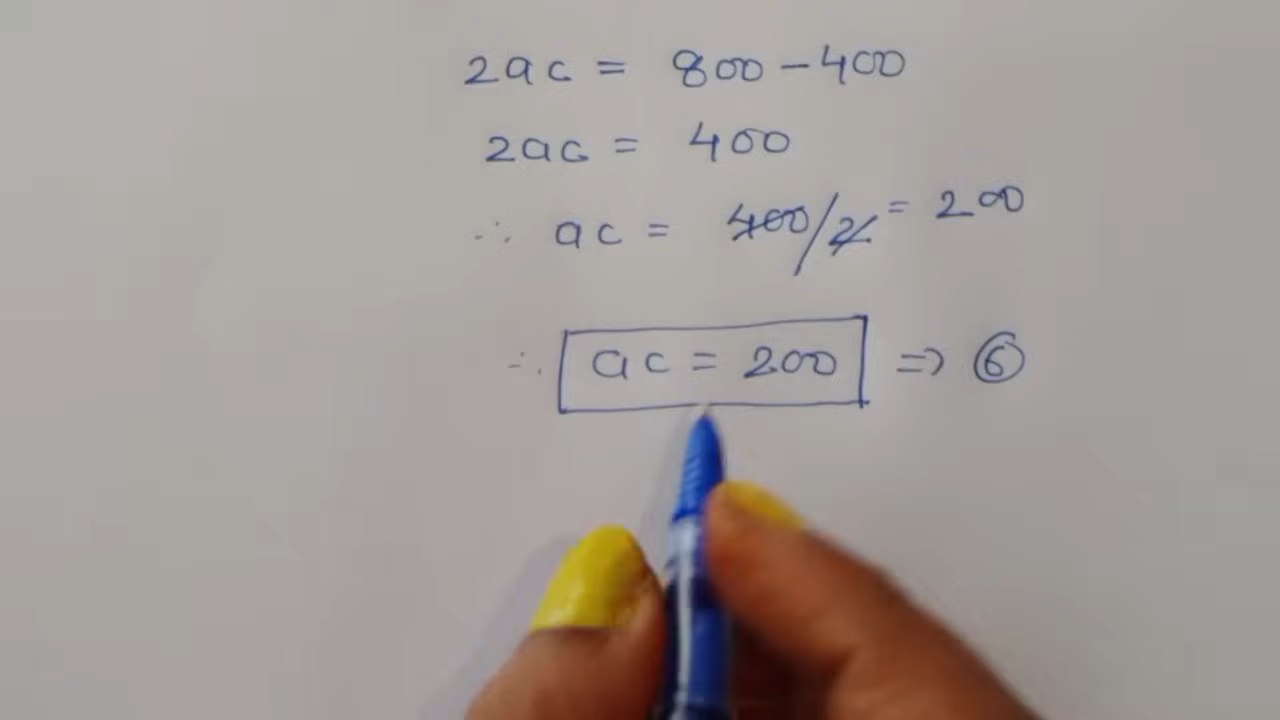 2ac = 800 - 400
2ac = 400
∴ ac = 400/2 = 200
∴ ac = 200 ⇒ ⑥